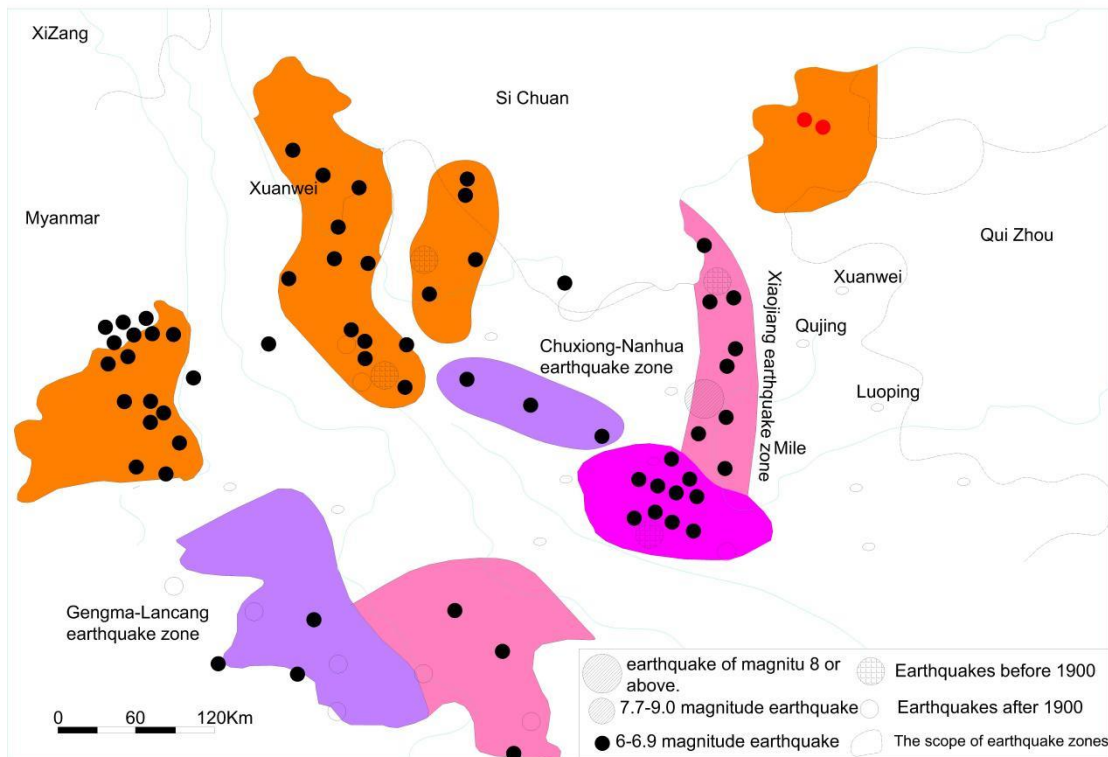 XiZang
Si Chuan
Xuanwei
Myanmar
Qui Zhou
Xuanwei
Xiaojiang earthquake zone
Qujing
Chuxiong-Nanhua
earthquake zone
Luoping
Mile
Gengma-Lancang
earthquake zone
0 60 120Km
earthquake of magnitu 8 or
above.
Earthquakes before 1900
7.7-9.0 magnitude earthquake
Earthquakes after 1900
6-6.9 magnitude earthquake
The scope of earthquake zones